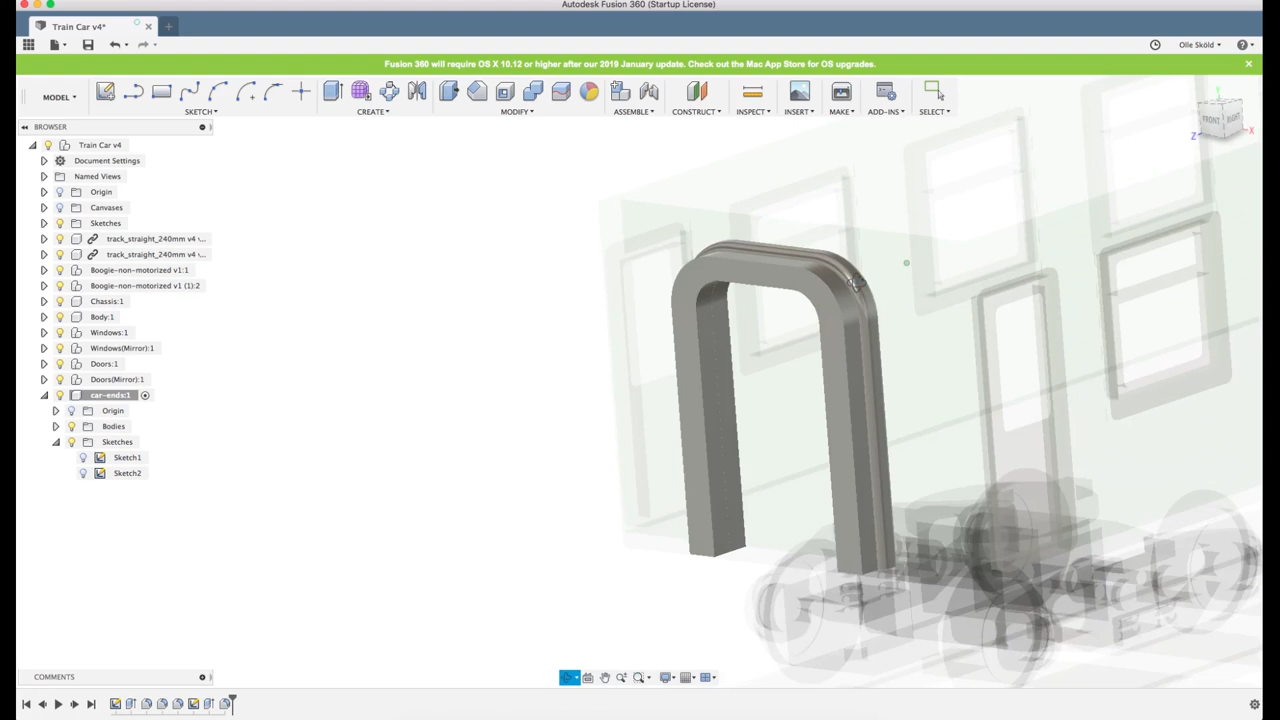 Autodesk Fusion 360 (Startup License)
Train Car v4*
Olle Sköld
Fusion 360 will require OS X 10.12 or higher after our 2019 January update. Check out the Mac App Store for OS upgrades.
MODEL
SKETCH
CREATE
MODIFY
ASSEMBLE
CONSTRUCT
INSPECT
INSERT
MAKE
ADD-INS
SELECT
BROWSER
Train Car v4
Document Settings
Named Views
Origin
Canvases
Sketches
track_straight_240mm v4 ...
track_straight_240mm v4 ...
Boogie-non-motorized v1:1
Boogie-non-motorized v1 (1):2
Chassis:1
Body:1
Windows:1
Windows(Mirror):1
Doors:1
Doors(Mirror):1
car-ends:1
Origin
Bodies
Sketches
Sketch1
Sketch2
Y
FRONT
RIGHT
Z
X
COMMENTS